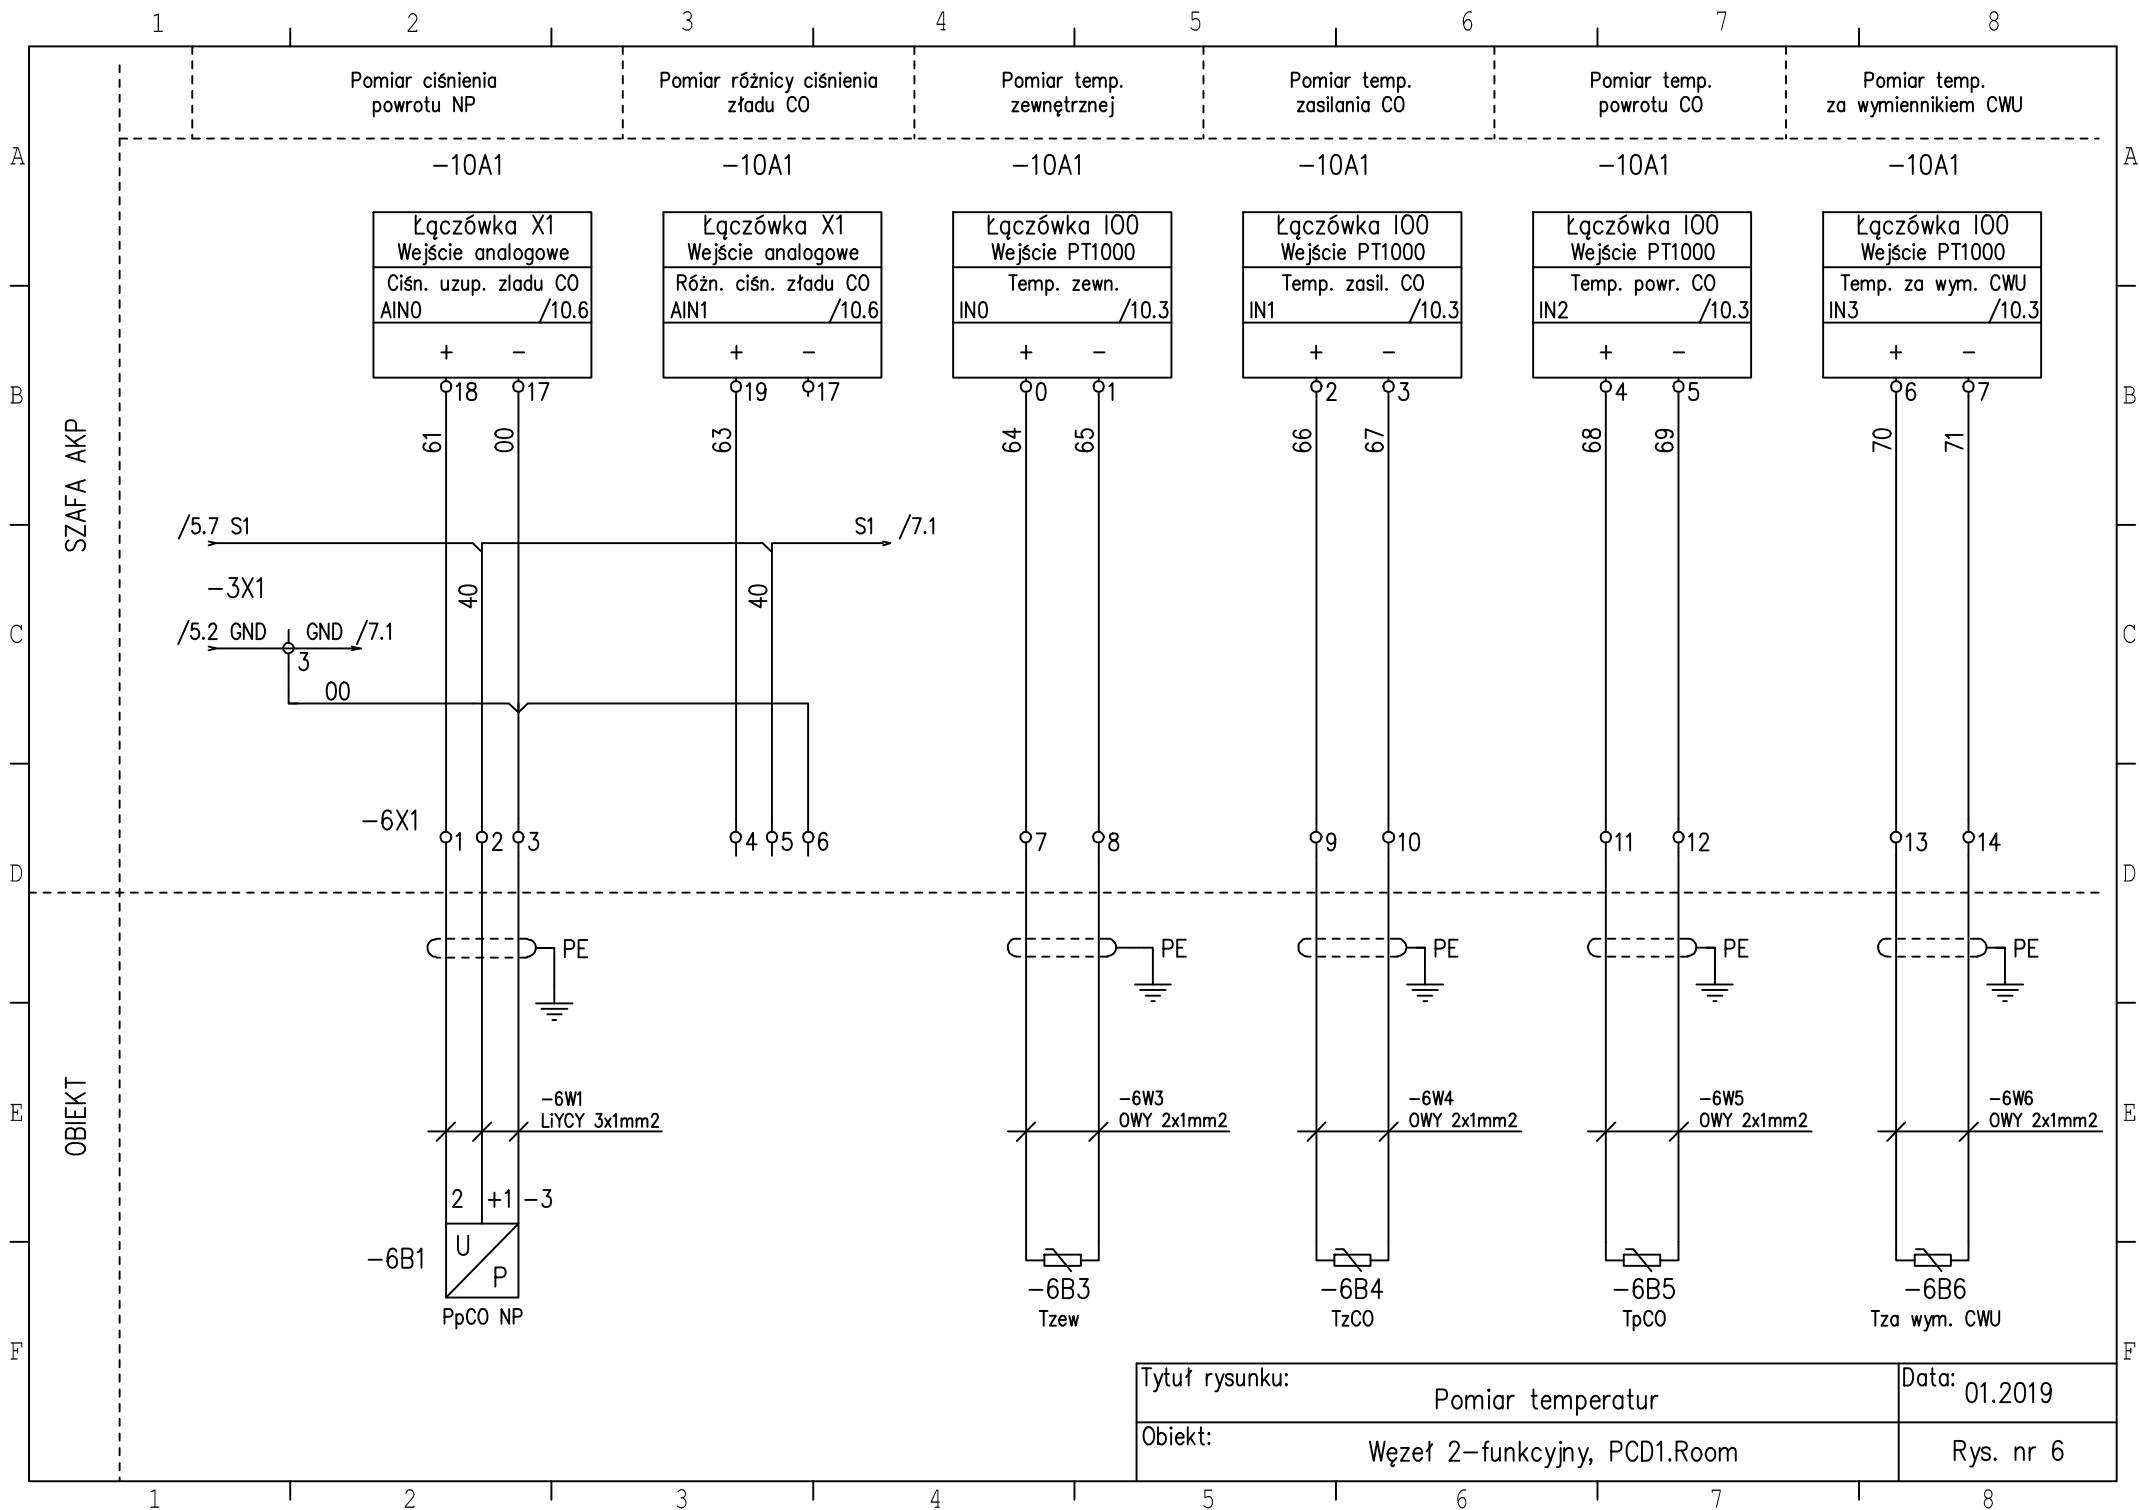 1 2 3 4 5 6 7 8
Pomiar ciśnienia
powrotu NP
Pomiar różnicy ciśnienia
zładu CO
Pomiar temp.
zewnętrznej
Pomiar temp.
zasilania CO
Pomiar temp.
powrotu CO
Pomiar temp.
za wymiennikiem CWU
A A
-10A1 -10A1 -10A1 -10A1 -10A1 -10A1
Łączówka X1
Wejście analogowe
Ciśn. uzup. zladu CO
AIN0 /10.6
+ -
Łączówka X1
Wejście analogowe
Różn. ciśn. zładu CO
AIN1 /10.6
+ -
Łączówka I00
Wejście PT1000
Temp. zewn.
IN0 /10.3
+ -
Łączówka I00
Wejście PT1000
Temp. zasil. CO
IN1 /10.3
+ -
Łączówka I00
Wejście PT1000
Temp. powr. CO
IN2 /10.3
+ -
Łączówka I00
Wejście PT1000
Temp. za wym. CWU
IN3 /10.3
+ -
B B
18 17 19 17 0 1 2 3 4 5 6 7
61 00 63 64 65 66 67 68 69 70 71
SZAFA AKP
/5.7 S1 S1 /7.1
-3X1
40 40
C C
/5.2 GND GND /7.1
3
00
-6X1
1 2 3 4 5 6 7 8 9 10 11 12 13 14
D D
PE PE PE PE PE
OBIEKT
E E
-6W1
LiYCY 3x1mm2
-6W3
OWY 2x1mm2
-6W4
OWY 2x1mm2
-6W5
OWY 2x1mm2
-6W6
OWY 2x1mm2
2 +1 -3
-6B1
U
P
PpCO NP
-6B3
Tzew
-6B4
TzCO
-6B5
TpCO
-6B6
Tza wym. CWU
F F
Tytuł rysunku:
Pomiar temperatur
Data:
01.2019
Obiekt:
Węzeł 2-funkcyjny, PCD1.Room
Rys. nr 6
1 2 3 4 5 6 7 8